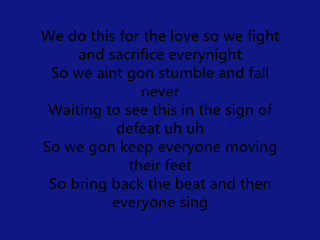 We do this for the love so we fight
and sacrifice everynight
So we aint gon stumble and fall
never
Waiting to see this in the sign of
defeat uh uh
So we gon keep everyone moving
their feet
So bring back the beat and then
everyone sing